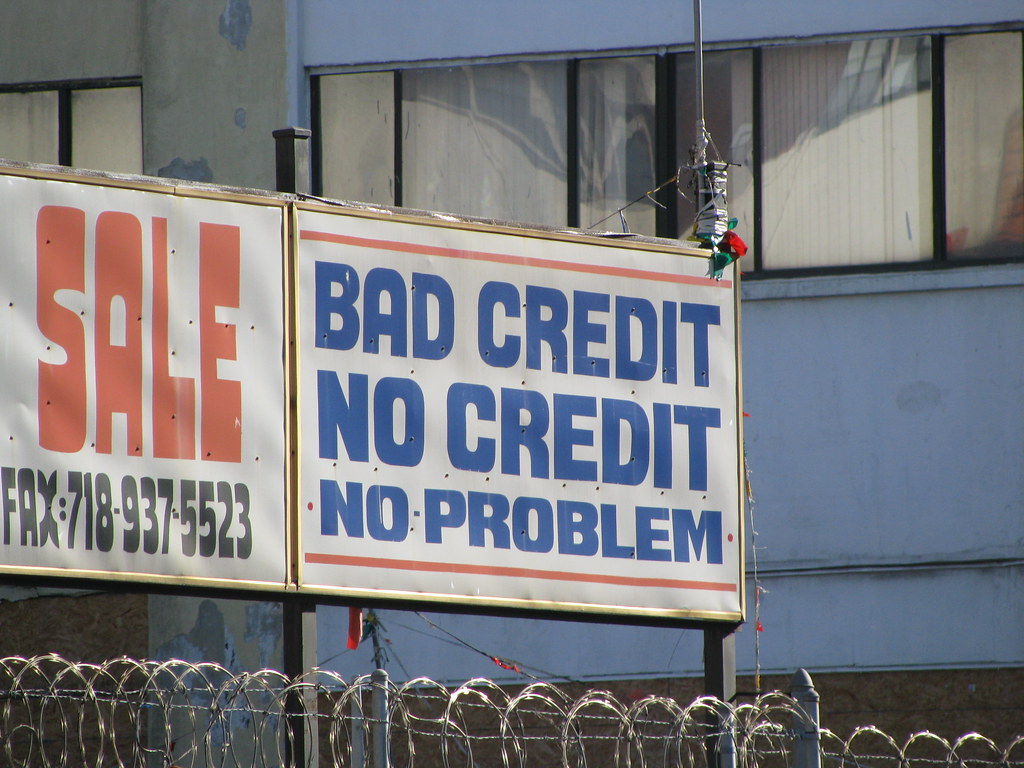 SALE
FAX:718-937-5523
BAD CREDIT
NO CREDIT
NO-PROBLEM